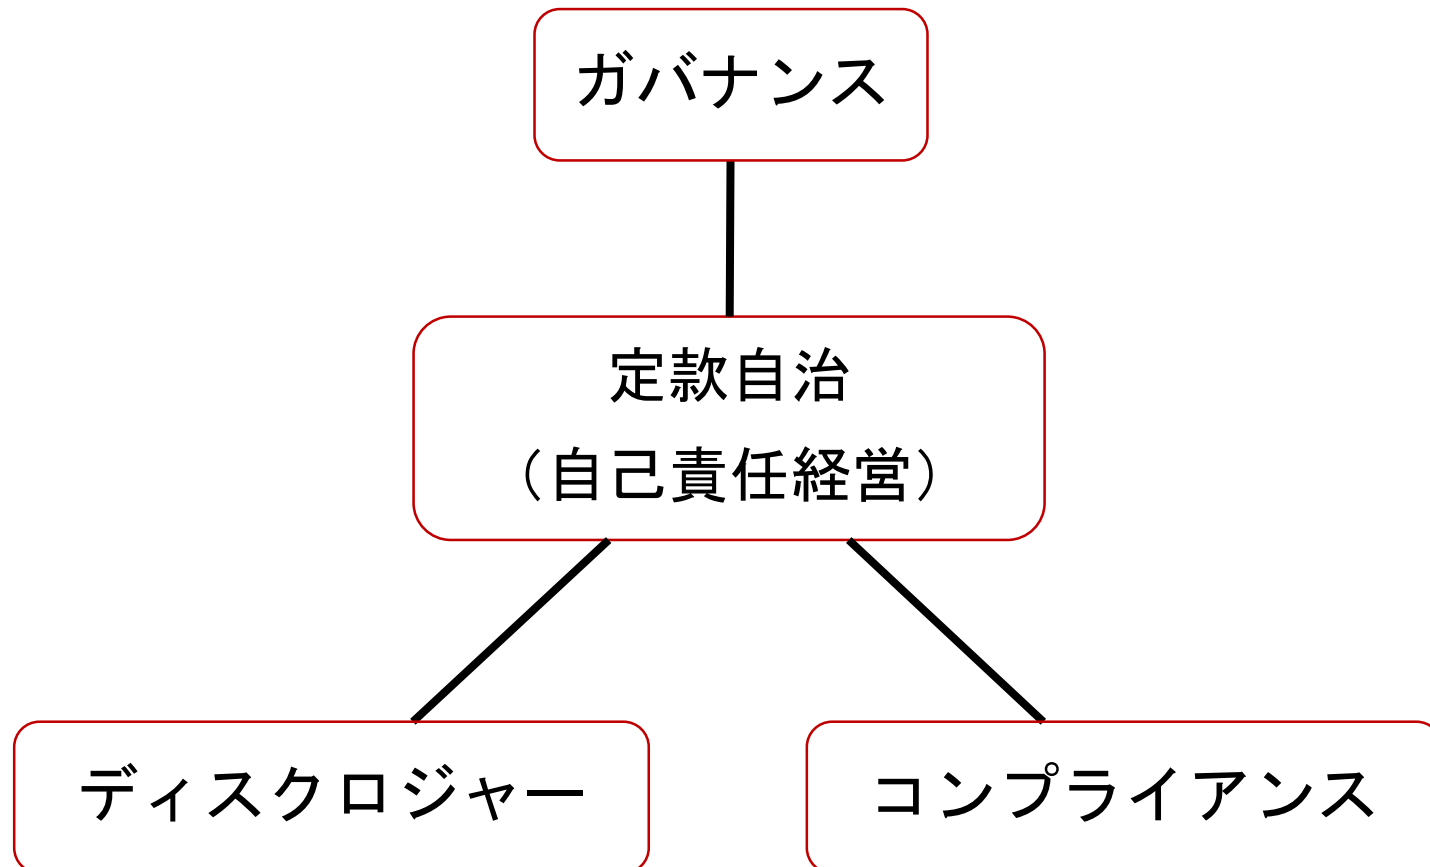 ガバナンス
定款自治
（自己責任経営）
ディスクロジャー
コンプライアンス